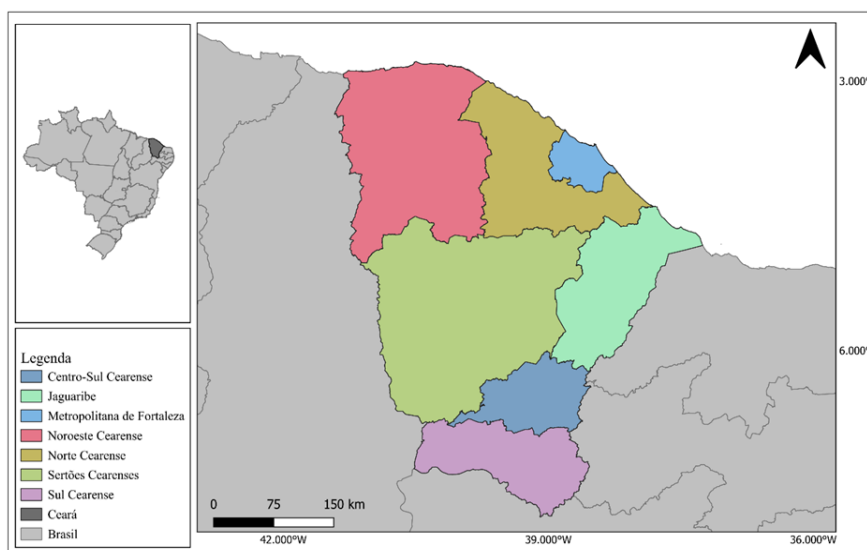 3.000°
6.000°
Legenda
Centro-Sul Cearense
Jaguaribe
Metropolitana de Fortaleza
Noroeste Cearense
Norte Cearense
Sertões Cearenses
Sul Cearense
Ceará
Brasil
0 75 150 km
42.000°W 39.000°W 36.000°W